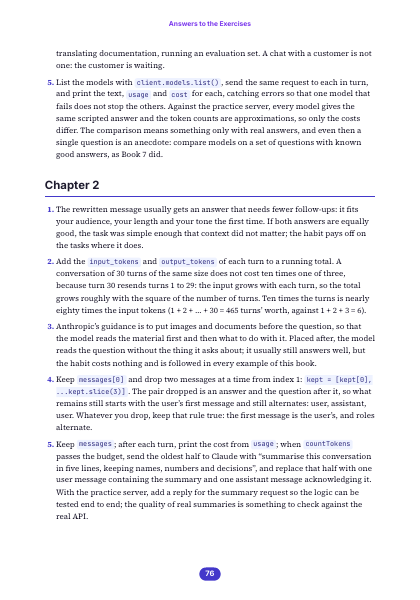 Answers to the Exercises
translating documentation, running an evaluation set. A chat with a customer is not
one: the customer is waiting.
5. List the models with client.models.list(), send the same request to each in turn,
and print the text, usage and cost for each, catching errors so that one model that
fails does not stop the others. Against the practice server, every model gives the
same scripted answer and the token counts are approximations, so only the costs
differ. The comparison means something only with real answers, and even then a
single question is an anecdote: compare models on a set of questions with known
good answers, as Book 7 did.
Chapter 2
1. The rewritten message usually gets an answer that needs fewer follow-ups: it fits
your audience, your length and your tone the first time. If both answers are equally
good, the task was simple enough that context did not matter; the habit pays off on
the tasks where it does.
2. Add the input_tokens and output_tokens of each turn to a running total. A
conversation of 30 turns of the same size does not cost ten times one of three,
because turn 30 resends turns 1 to 29: the input grows with each turn, so the total
grows roughly with the square of the number of turns. Ten times the turns is nearly
eighty times the input tokens (1 + 2 + … + 30 = 465 turns' worth, against 1 + 2 + 3 = 6).
3. Anthropic's guidance is to put images and documents before the question, so that
the model reads the material first and then what to do with it. Placed after, the model
reads the question without the thing it asks about; it usually still answers well, but
the habit costs nothing and is followed in every example of this book.
4. Keep messages[0] and drop two messages at a time from index 1: kept = [kept[0],
...kept.slice(3)]. The pair dropped is an answer and the question after it, so what
remains still starts with the user's first message and still alternates: user, assistant,
user. Whatever you drop, keep that rule true: the first message is the user's, and roles
alternate.
5. Keep messages; after each turn, print the cost from usage; when countTokens
passes the budget, send the oldest half to Claude with “summarise this conversation
in five lines, keeping names, numbers and decisions”, and replace that half with one
user message containing the summary and one assistant message acknowledging it.
With the practice server, add a reply for the summary request so the logic can be
tested end to end; the quality of real summaries is something to check against the
real API.
76